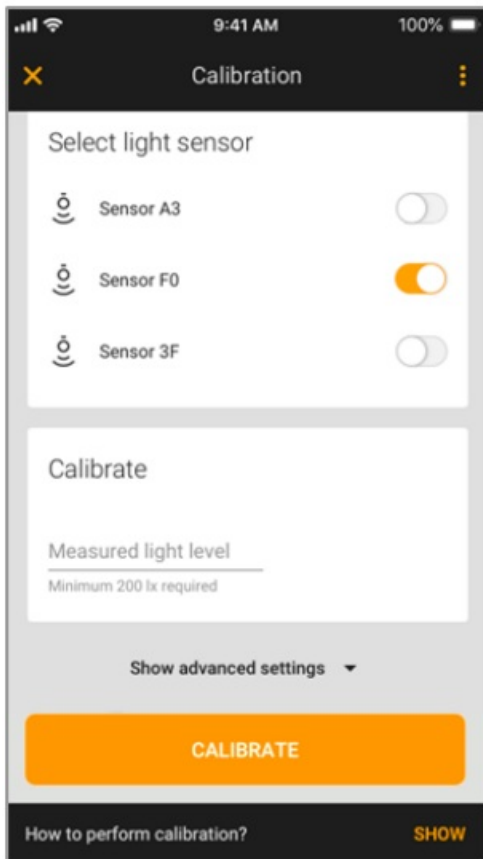 9:41 AM
100%
Calibration
Select light sensor
Sensor A3
Sensor F0
Sensor 3F
Calibrate
Measured light level
Minimum 200 lx required
Show advanced settings
CALIBRATE
How to perform calibration? SHOW